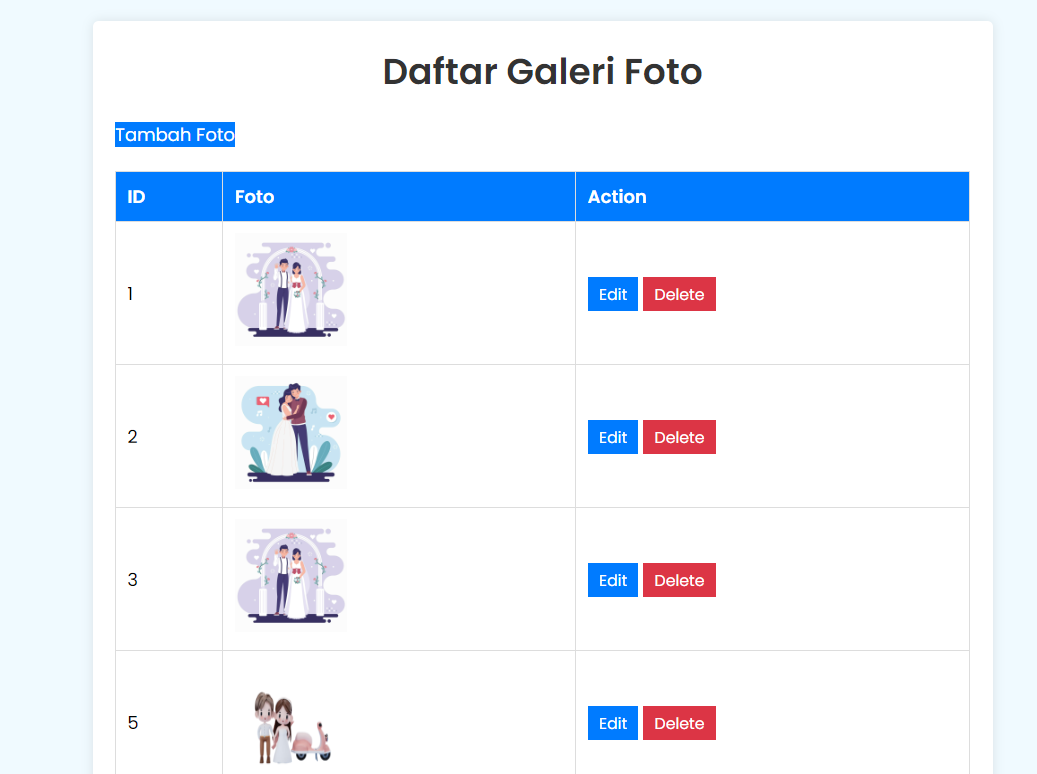 Daftar Galeri Foto
Tambah Foto
ID Foto Action
1 Edit Delete
2 Edit Delete
3 Edit Delete
5 Edit Delete